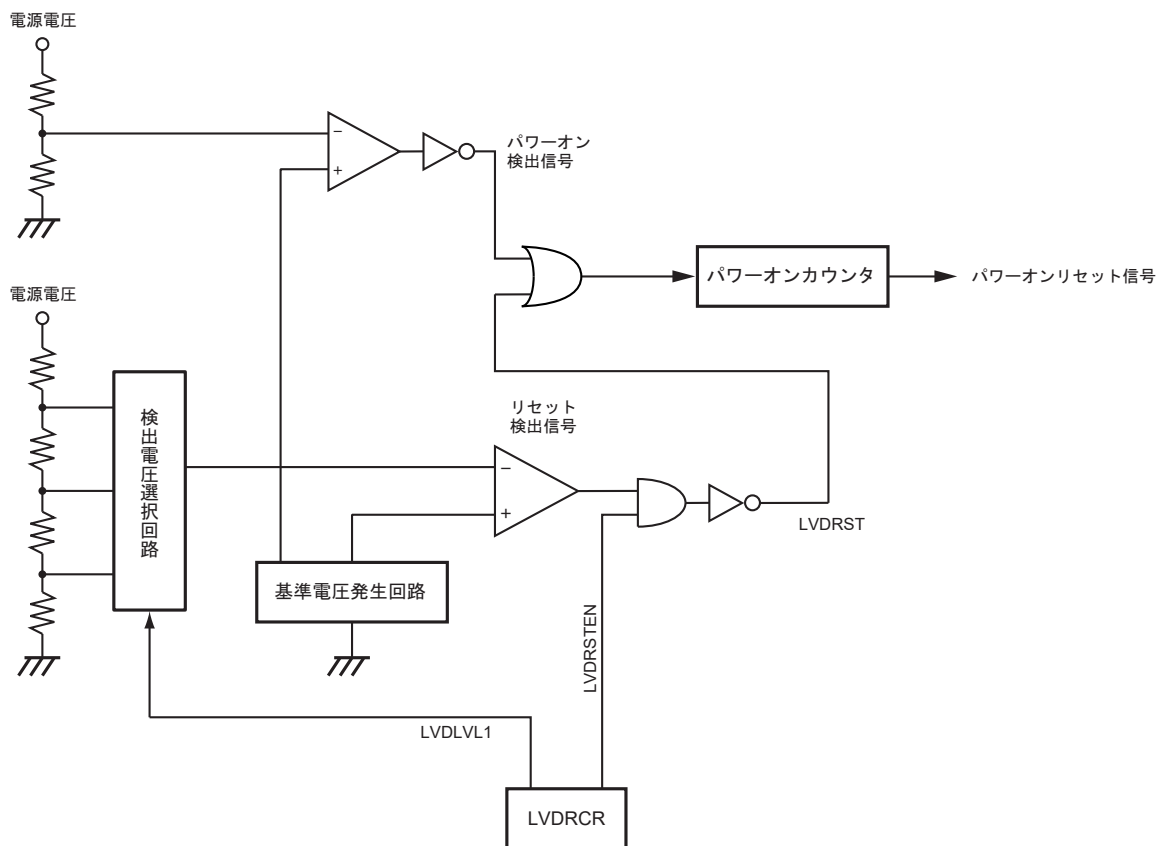 電源電圧
−
+
パワーオン
検出信号
パワーオンカウンタ
パワーオンリセット信号
電源電圧
検出電圧選択回路
リセット
検出信号
−
+
LVDRST
基準電圧発生回路
LVDRSTEN
LVDLVL1
LVDRCR